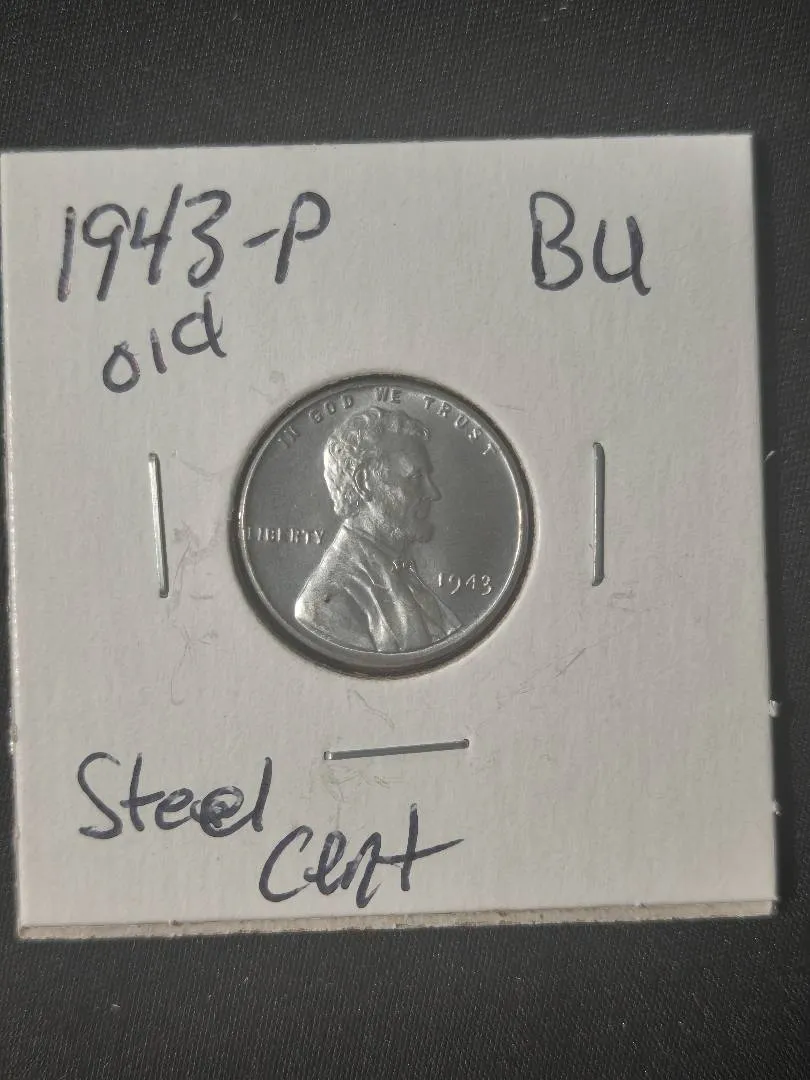 1943-P BU
old
IN GOD WE TRUST
LIBERTY
1943
Steel
Cent